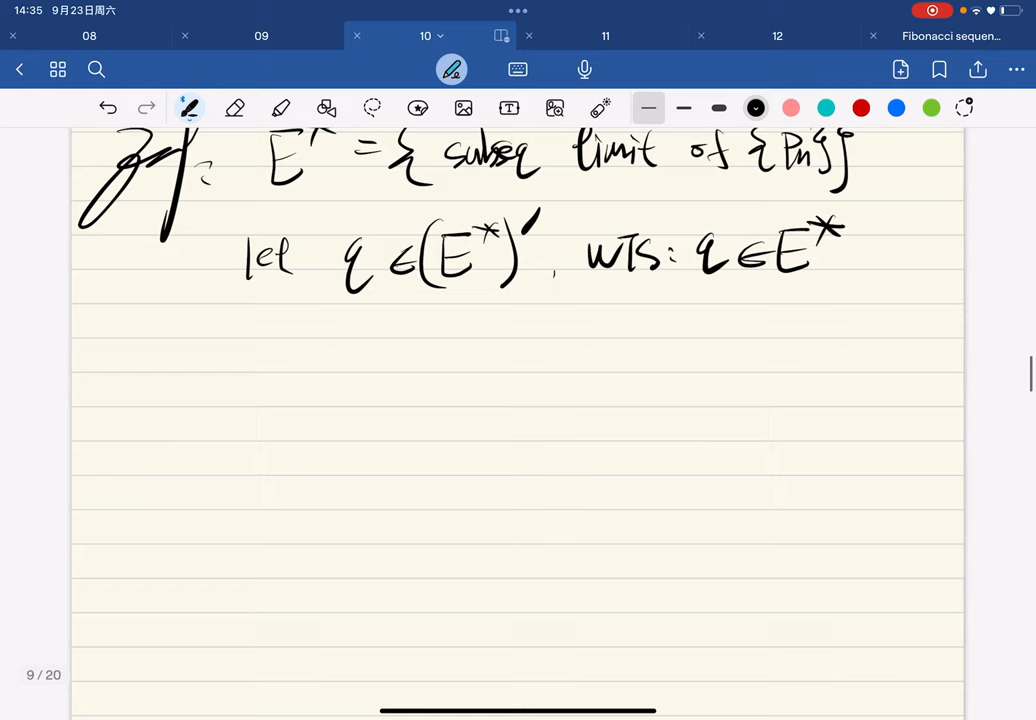 14:35 9月23日周六
08 09 10 11 12 Fibonacci sequen...
pf: E* = { subseq limit of {Pn} }
let q ∈ (E*)', WTS: q ∈ E*
9 / 20